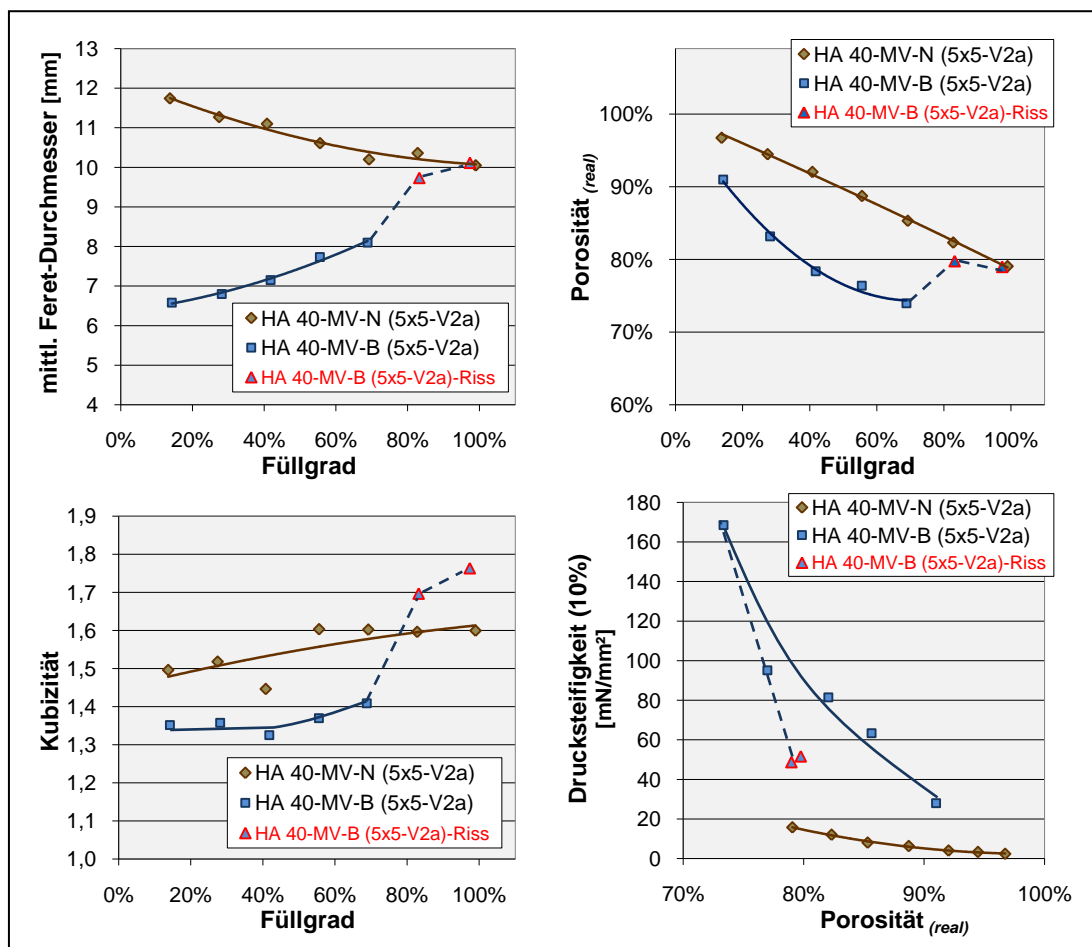 mittl. Feret-Durchmesser [mm]
13
12
11
10
9
8
7
6
5
4
0% 20% 40% 60% 80% 100%
Füllgrad
HA 40-MV-N (5x5-V2a)
HA 40-MV-B (5x5-V2a)
HA 40-MV-B (5x5-V2a)-Riss
Porosität (real)
100%
90%
80%
70%
60%
0% 20% 40% 60% 80% 100%
Füllgrad
HA 40-MV-N (5x5-V2a)
HA 40-MV-B (5x5-V2a)
HA 40-MV-B (5x5-V2a)-Riss
Kubizität
1,9
1,8
1,7
1,6
1,5
1,4
1,3
1,2
1,1
1,0
0% 20% 40% 60% 80% 100%
Füllgrad
HA 40-MV-N (5x5-V2a)
HA 40-MV-B (5x5-V2a)
HA 40-MV-B (5x5-V2a)-Riss
Drucksteifigkeit (10%)
[mN/mm²]
180
160
140
120
100
80
60
40
20
0
70% 80% 90% 100%
Porosität (real)
HA 40-MV-N (5x5-V2a)
HA 40-MV-B (5x5-V2a)
HA 40-MV-B (5x5-V2a)-Riss